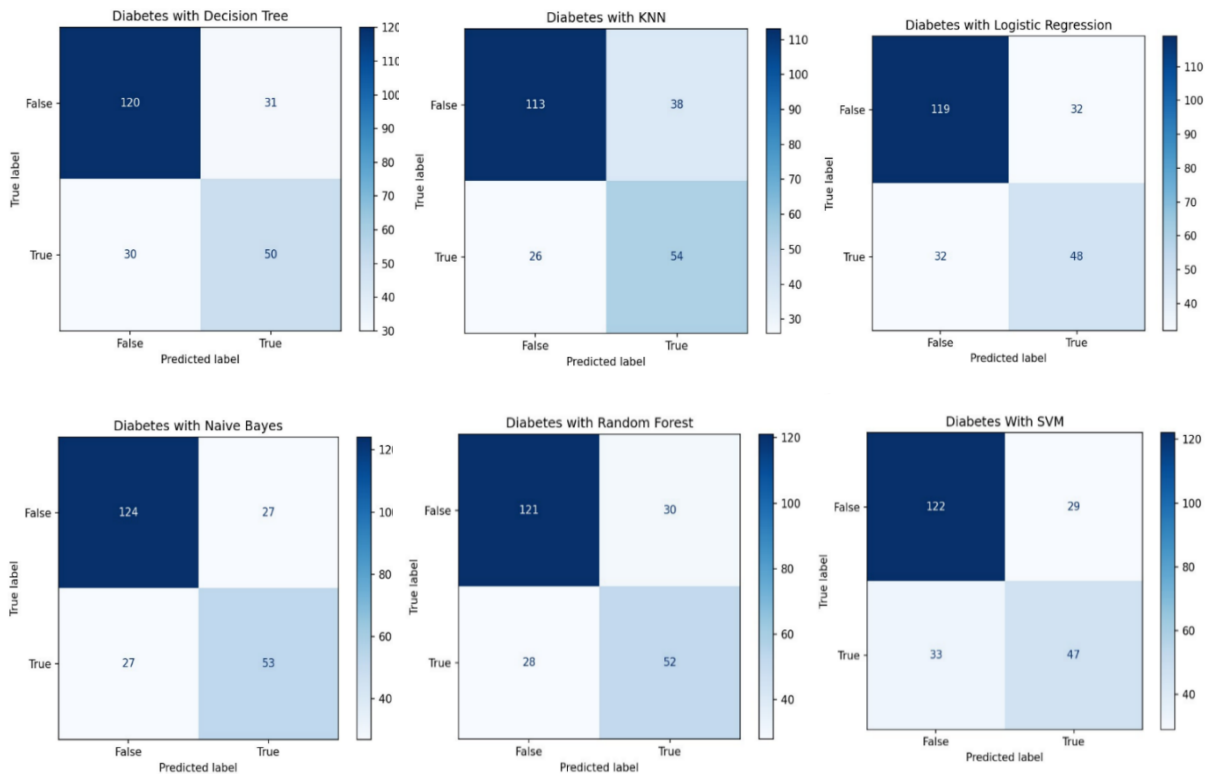 Diabetes with Decision Tree
120
110
100
90
80
70
60
50
40
30
True label
False
True
120
31
30
50
False
True
Predicted label
Diabetes with KNN
110
100
90
80
70
60
50
40
30
True label
False
True
113
38
26
54
False
True
Predicted label
Diabetes with Logistic Regression
110
100
90
80
70
60
50
40
True label
False
True
119
32
32
48
False
True
Predicted label
Diabetes with Naive Bayes
120
100
80
60
40
True label
False
True
124
27
27
53
False
True
Predicted label
Diabetes with Random Forest
120
100
80
60
40
True label
False
True
121
30
28
52
False
True
Predicted label
Diabetes With SVM
120
100
80
60
40
True label
False
True
122
29
33
47
False
True
Predicted label